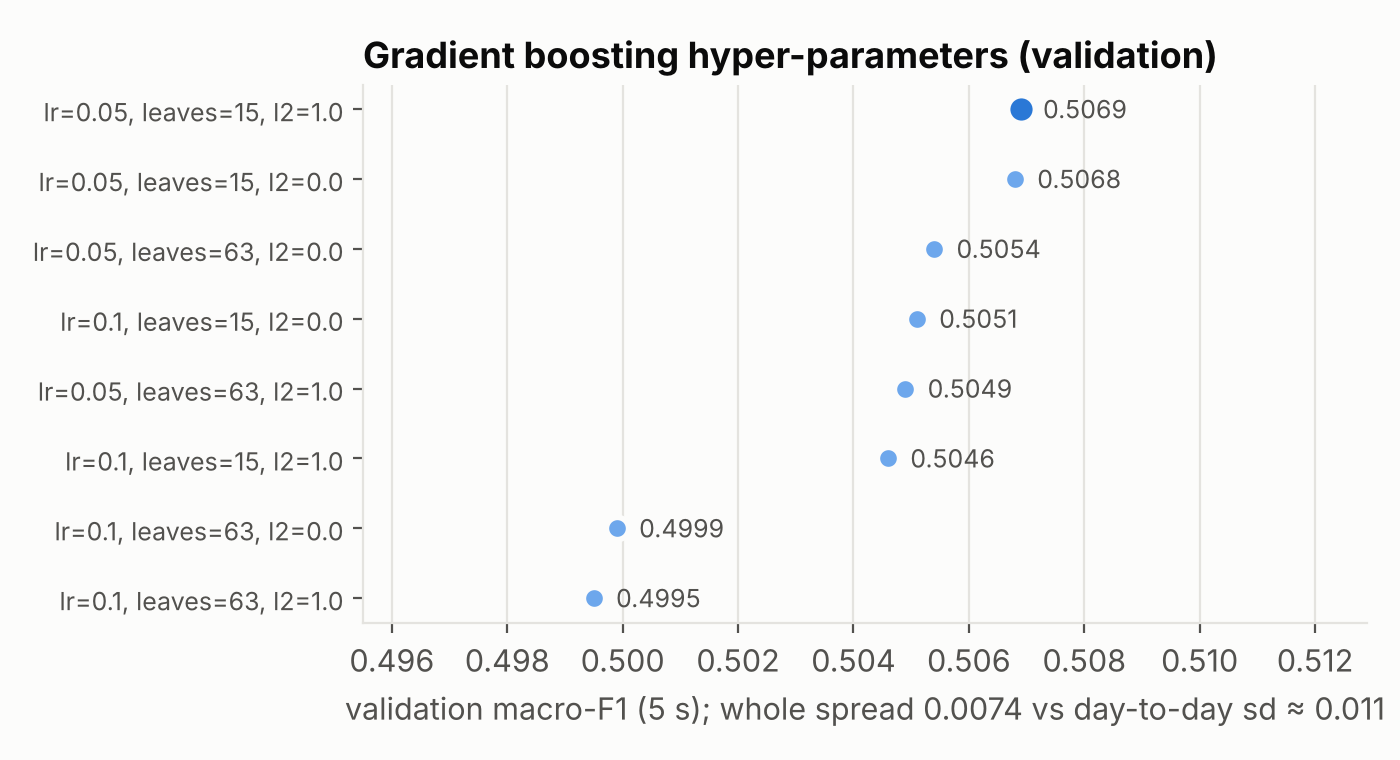 Gradient boosting hyper-parameters (validation)
lr=0.05, leaves=15, l2=1.0 0.5069
lr=0.05, leaves=15, l2=0.0 0.5068
lr=0.05, leaves=63, l2=0.0 0.5054
lr=0.1, leaves=15, l2=0.0 0.5051
lr=0.05, leaves=63, l2=1.0 0.5049
lr=0.1, leaves=15, l2=1.0 0.5046
lr=0.1, leaves=63, l2=0.0 0.4999
lr=0.1, leaves=63, l2=1.0 0.4995
0.496 0.498 0.500 0.502 0.504 0.506 0.508 0.510 0.512
validation macro-F1 (5 s); whole spread 0.0074 vs day-to-day sd ≈ 0.011